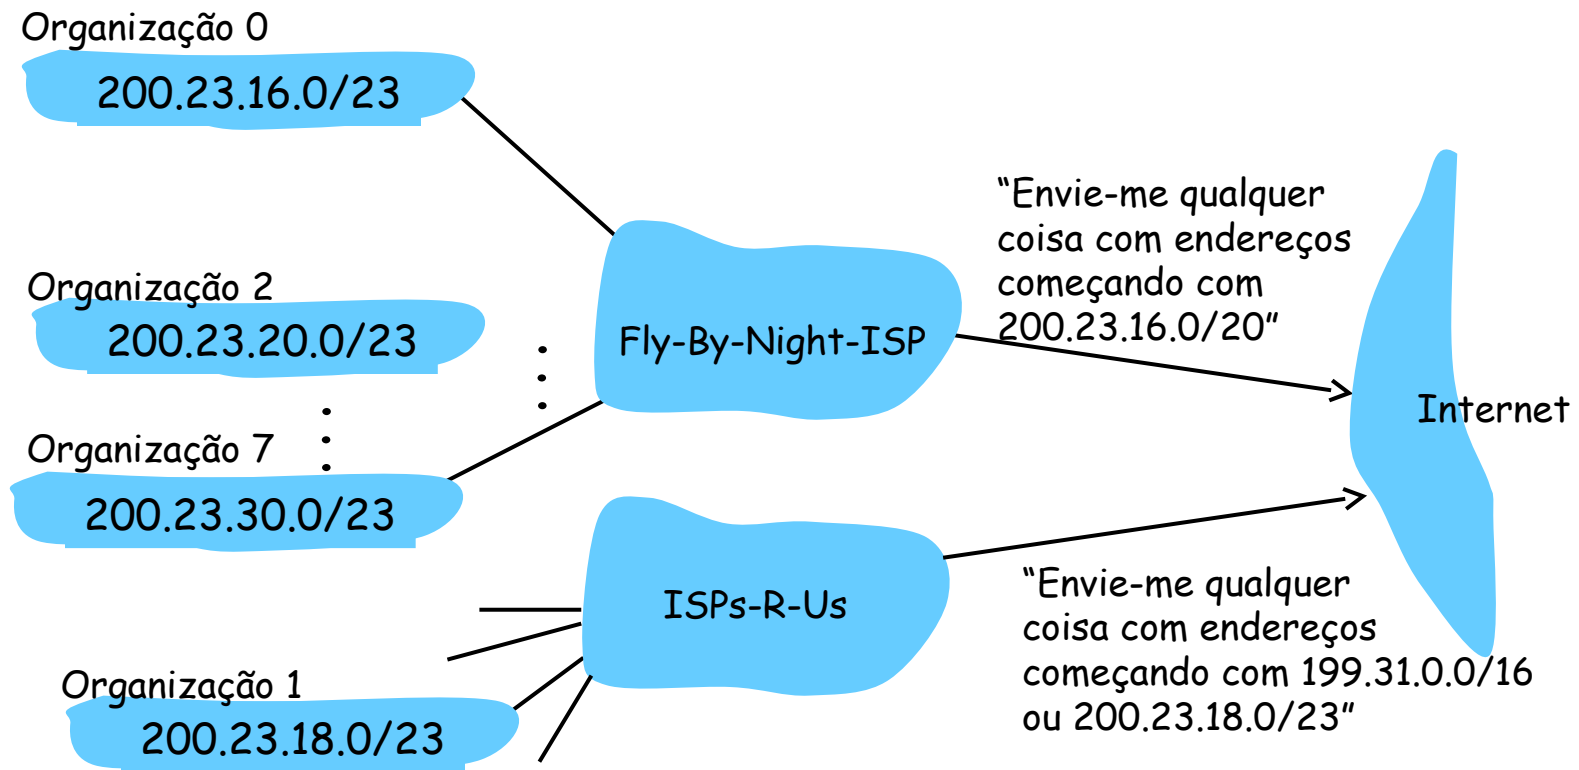 Organização 0
200.23.16.0/23
Organização 2
200.23.20.0/23
Organização 7
200.23.30.0/23
Fly-By-Night-ISP
“Envie-me qualquer
coisa com endereços
começando com
200.23.16.0/20”
Internet
ISPs-R-Us
“Envie-me qualquer
coisa com endereços
começando com 199.31.0.0/16
ou 200.23.18.0/23”
Organização 1
200.23.18.0/23